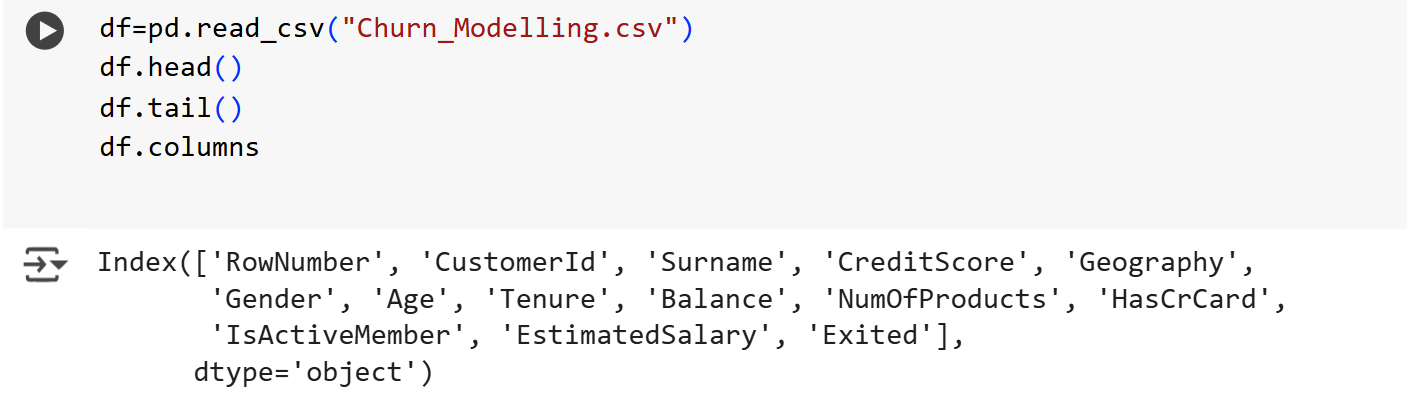 df=pd.read_csv("Churn_Modelling.csv")
df.head()
df.tail()
df.columns
Index(['RowNumber', 'CustomerId', 'Surname', 'CreditScore', 'Geography',
       'Gender', 'Age', 'Tenure', 'Balance', 'NumOfProducts', 'HasCrCard',
       'IsActiveMember', 'EstimatedSalary', 'Exited'],
      dtype='object')